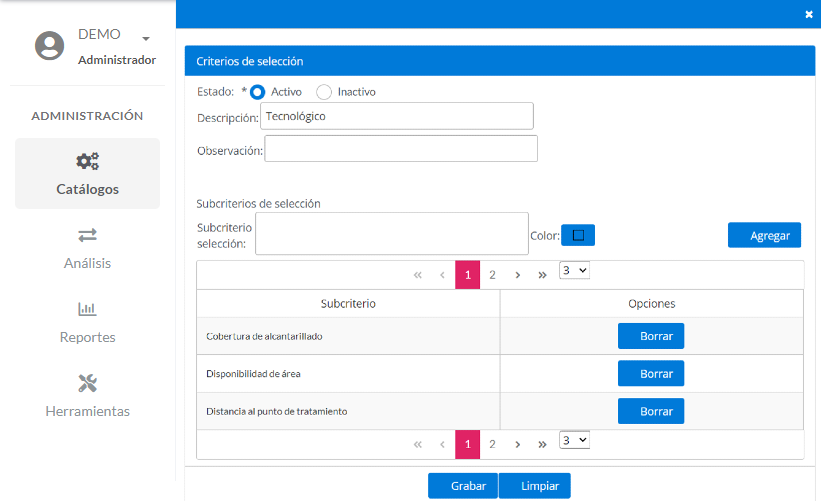 DEMO
Administrador
ADMINISTRACIÓN
Catálogos
Análisis
Reportes
Herramientas
Criterios de selección
Estado: * Activo Inactivo
Descripción: Tecnológico
Observación:
Subcriterios de selección
Subcriterio selección:
Color:
Agregar
« ‹ 1 2 › » 3
Subcriterio Opciones
Cobertura de alcantarillado Borrar
Disponibilidad de área Borrar
Distancia al punto de tratamiento Borrar
« ‹ 1 2 › » 3
Grabar Limpiar